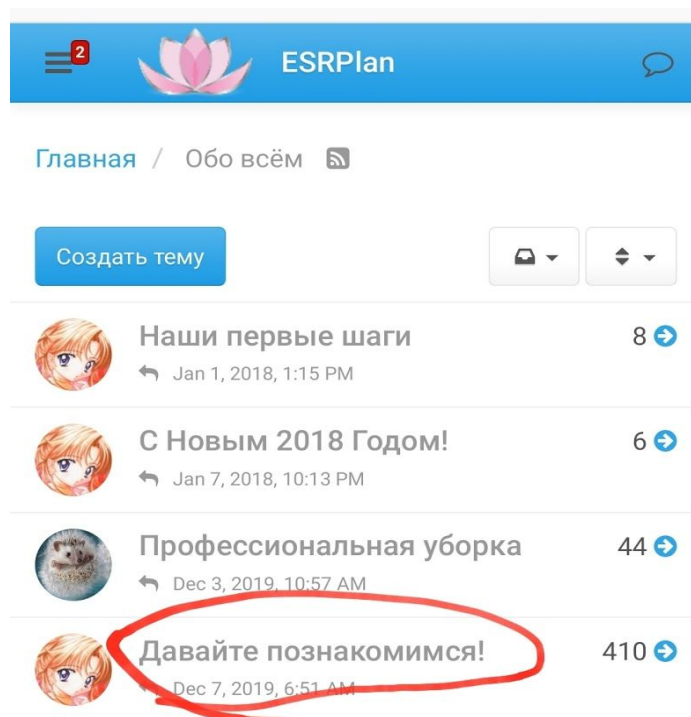 2
ESRPlan
Главная / Обо всём
Создать тему
Наши первые шаги 8
Jan 1, 2018, 1:15 PM
С Новым 2018 Годом! 6
Jan 7, 2018, 10:13 PM
Профессиональная уборка 44
Dec 3, 2019, 10:57 AM
Давайте познакомимся! 410
Dec 7, 2019, 6:51 AM